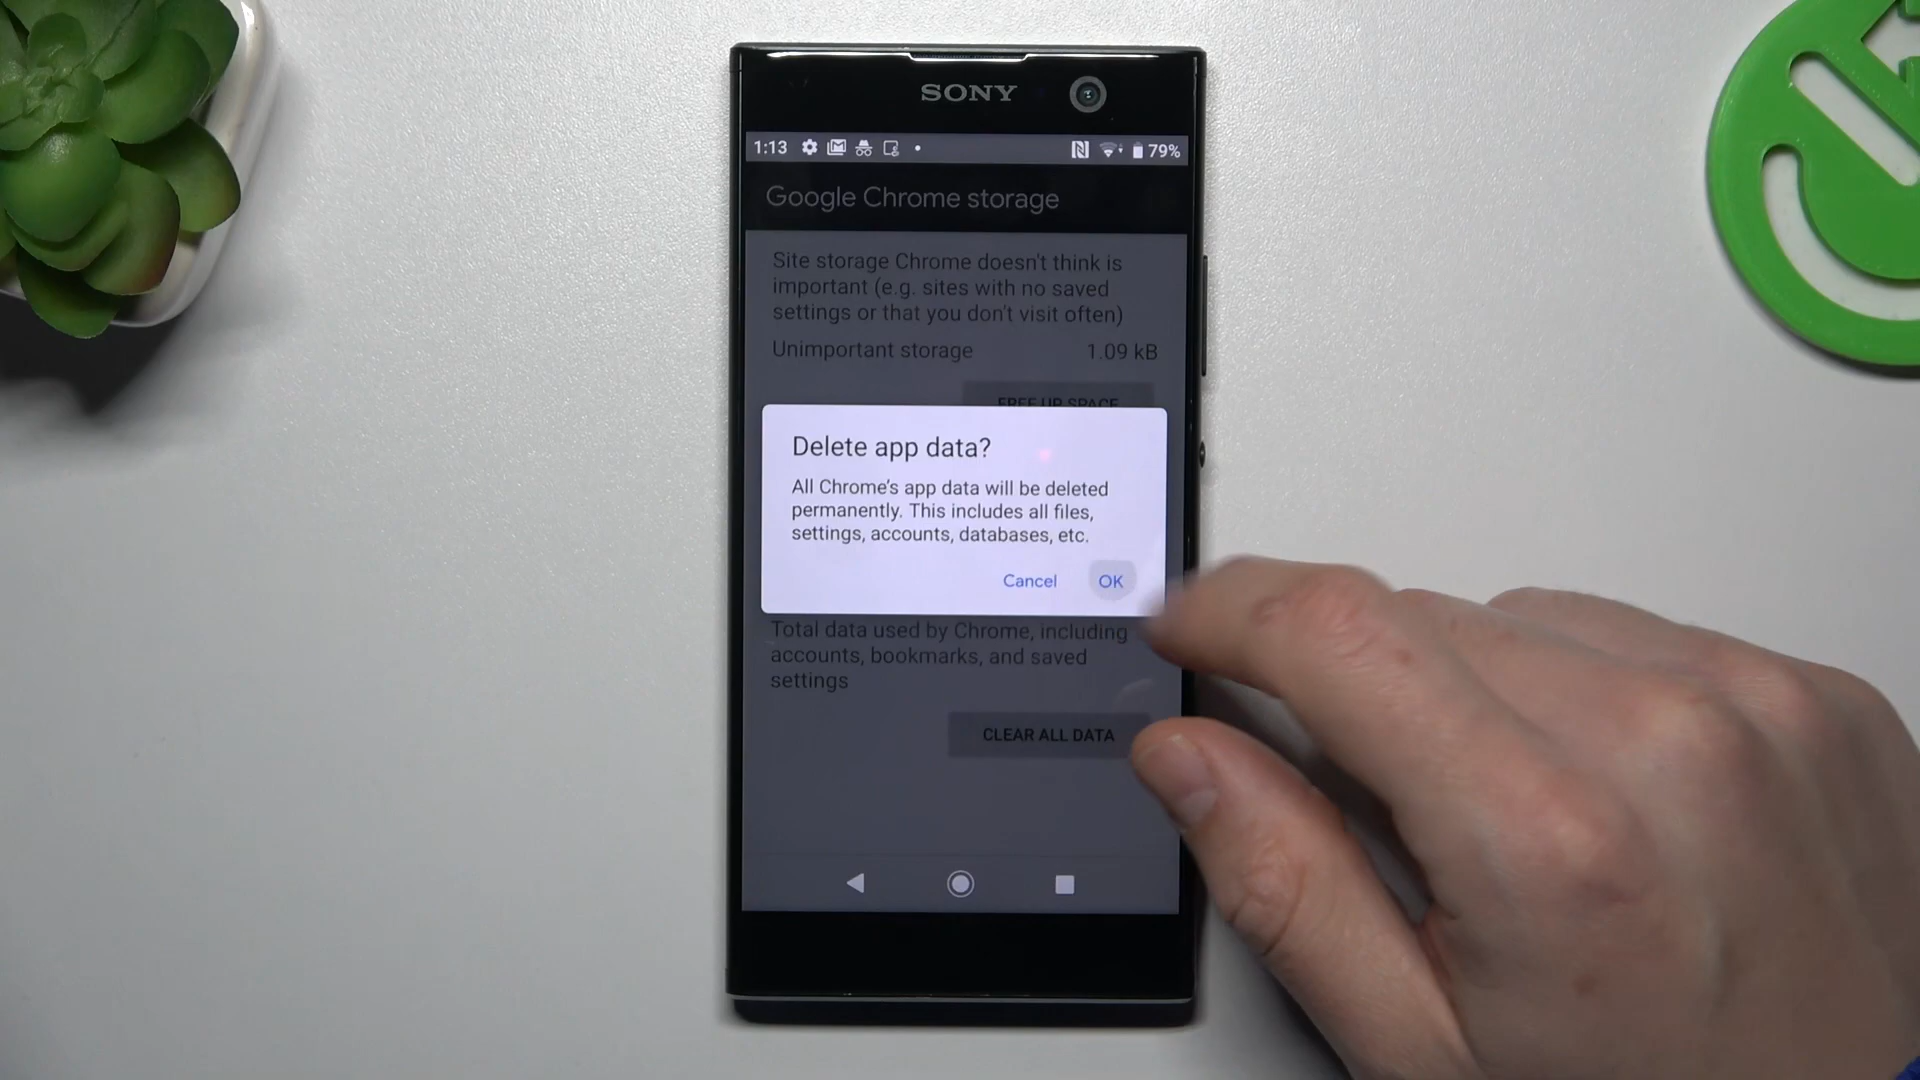 SONY
1:13
79%
Google Chrome storage
Site storage Chrome doesn't think is
important (e.g. sites with no saved
settings or that you don't visit often)
Unimportant storage 1.09 kB
FREE UP SPACE
Delete app data?
All Chrome's app data will be deleted
permanently. This includes all files,
settings, accounts, databases, etc.
Cancel OK
Total data used by Chrome, including
accounts, bookmarks, and saved
settings
CLEAR ALL DATA